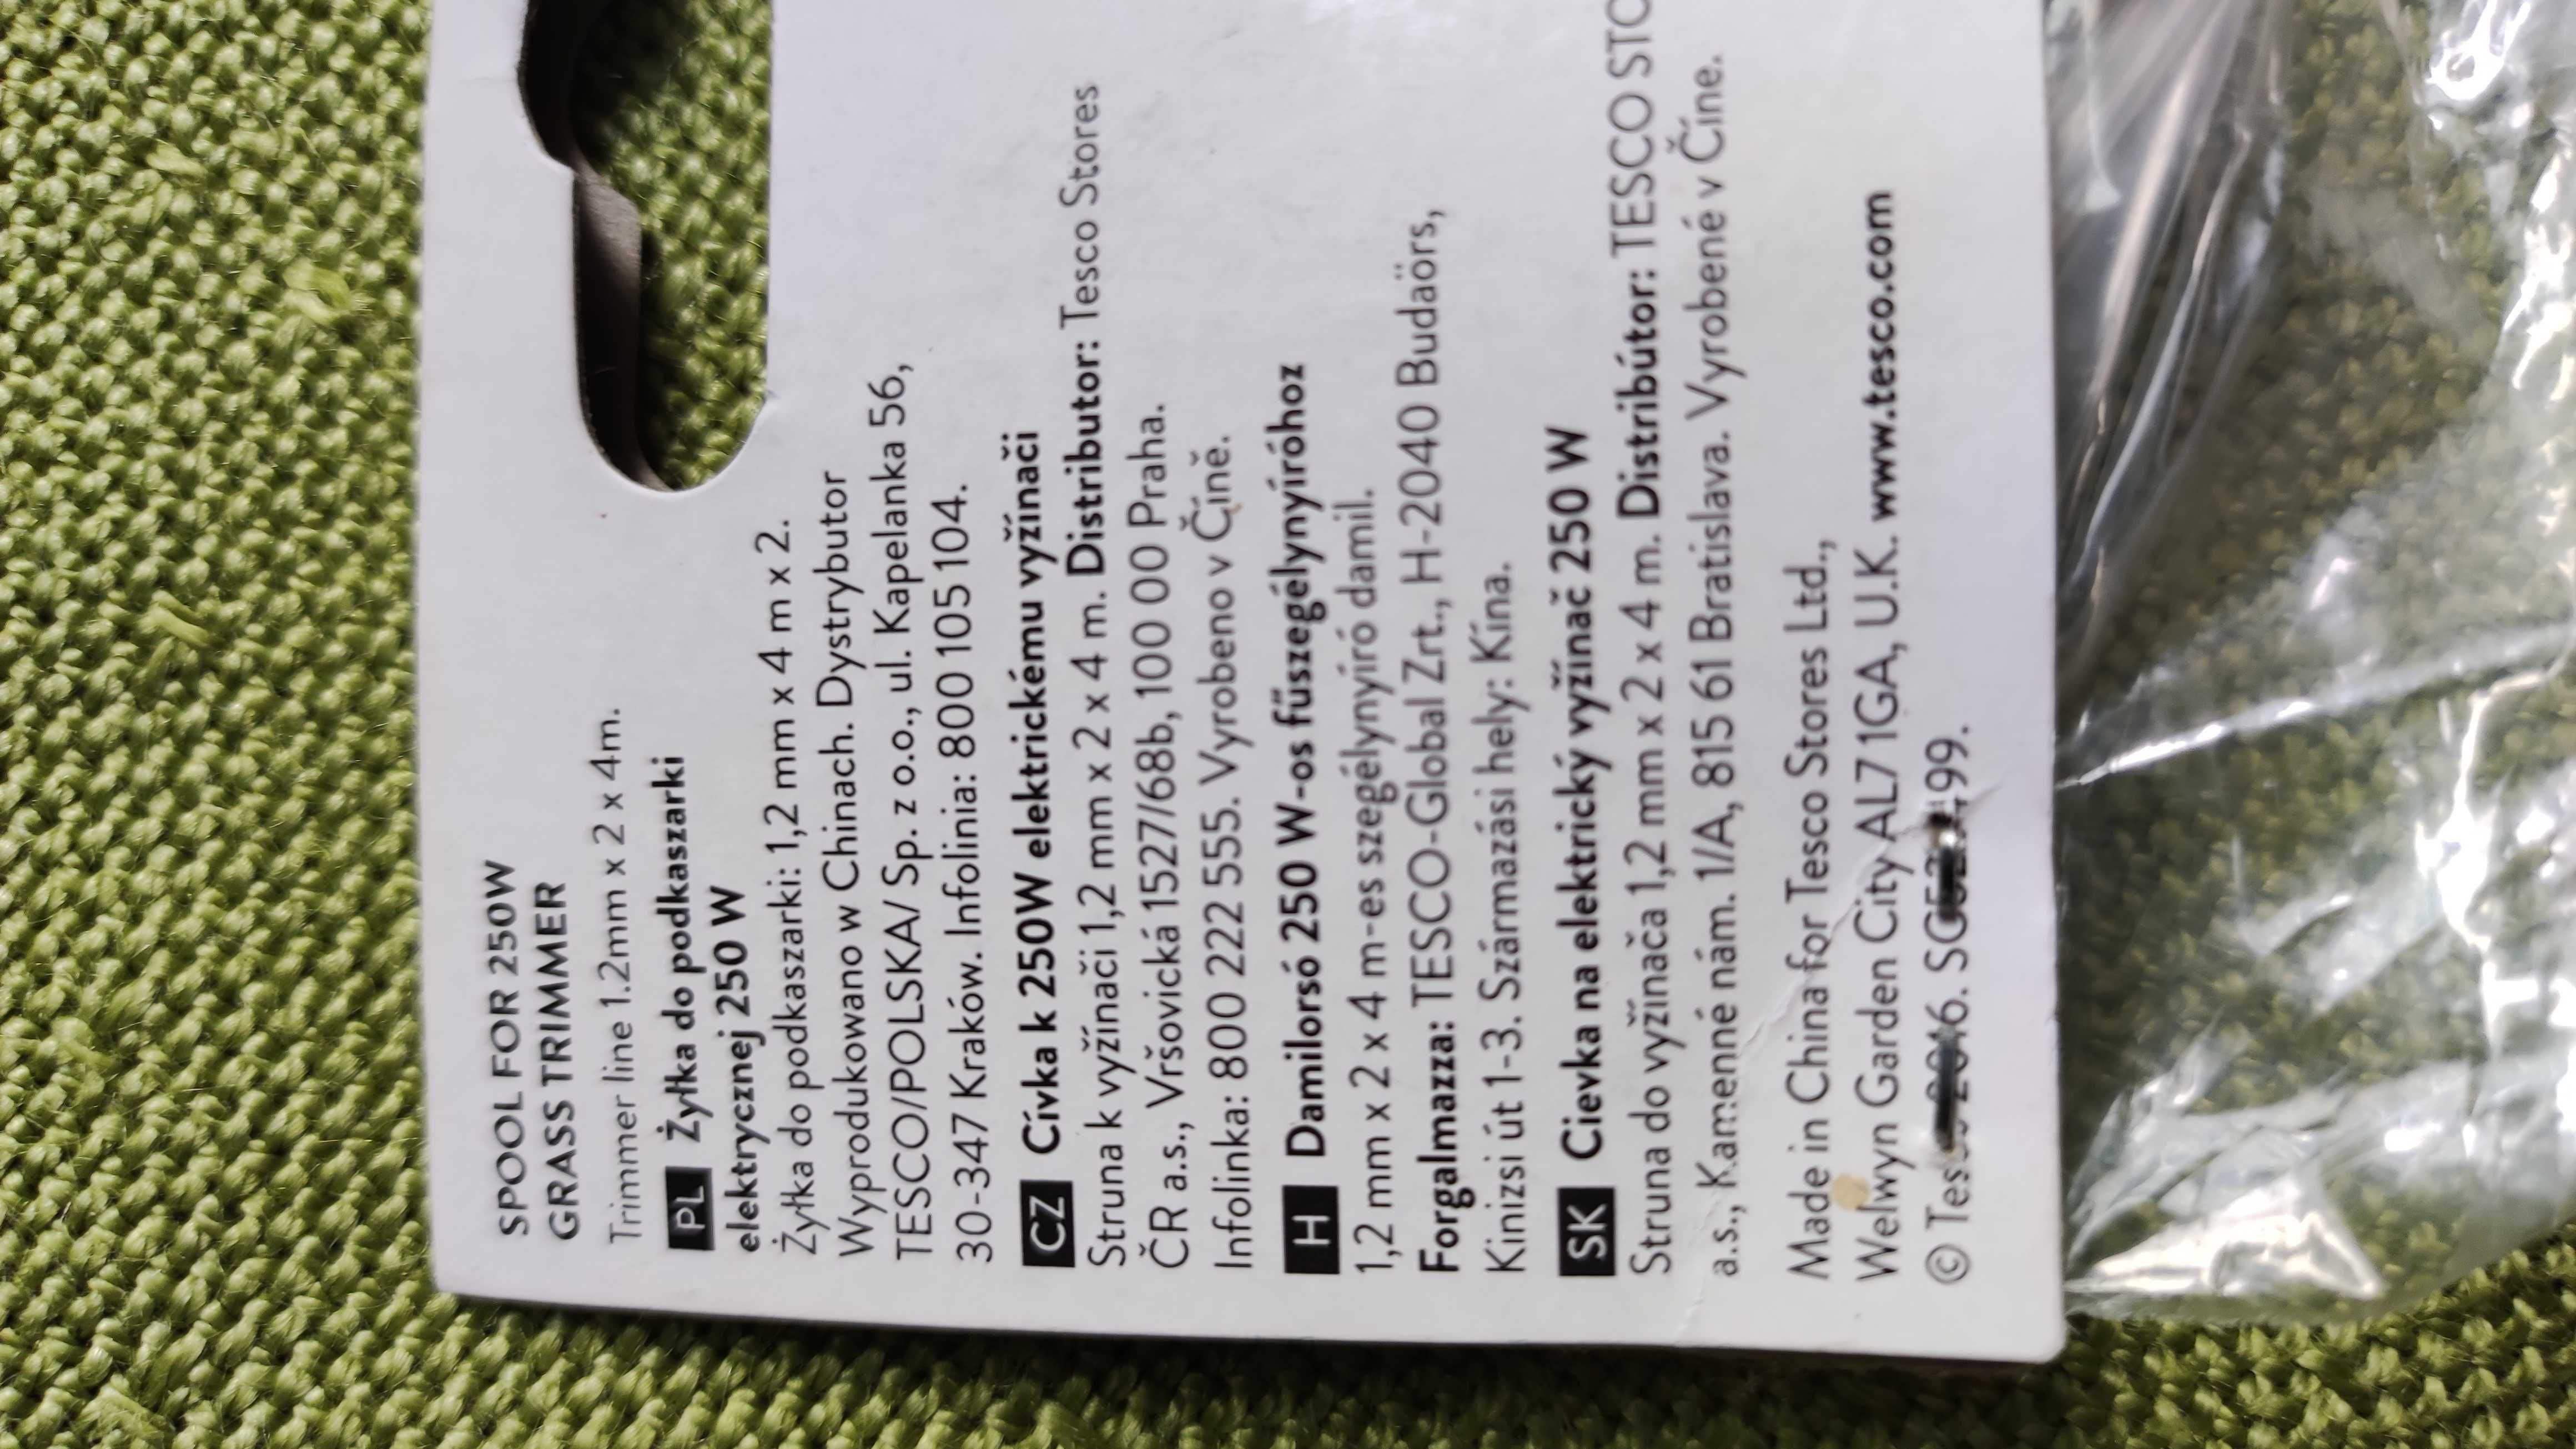 SPOOL FOR 250W
GRASS TRIMMER
Trimmer line 1.2mm x 2 x 4m.
PL Żyłka do podkaszarki
elektrycznej 250 W
Żyłka do podkaszarki: 1,2 mm x 4 m x 2.
Wyprodukowano w Chinach. Dystrybutor
TESCO/POLSKA/ Sp. z o.o., ul. Kapelanka 56,
30-347 Kraków. Infolinia: 800 105 104.
CZ Cívka k 250W elektrickému vyžínači
Struna k vyžínači 1,2 mm x 2 x 4 m. Distributor: Tesco Stores
ČR a.s., Vršovická 1527/68b, 100 00 Praha.
Infolinka: 800 222 555. Vyrobeno v Číně.
H Damilorsó 250 W-os fűszegélynyíróhoz
1,2 mm x 2 x 4 m-es szegélynyíró damil.
Forgalmazza: TESCO-Global Zrt., H-2040 Budaörs,
Kinizsi út 1-3. Származási hely: Kína.
SK Cievka na elektrický vyžínač 250 W
Struna do vyžínača 1,2 mm x 2 x 4 m. Distribútor: TESCO STO
a.s., Kamenné nám. 1/A, 815 61 Bratislava. Vyrobené v Číne.
Made in China for Tesco Stores Ltd.,
Welwyn Garden City AL7 1GA, U.K. www.tesco.com
©